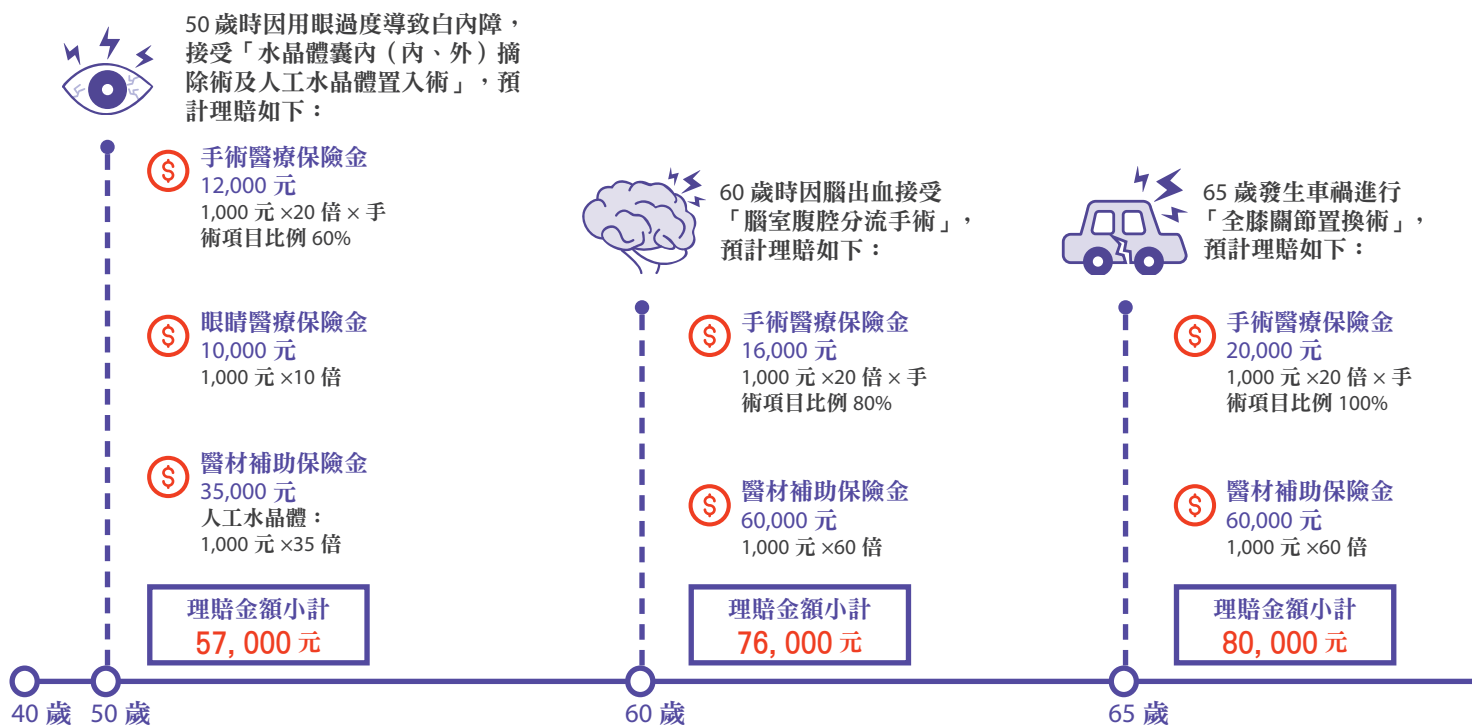 50 歲時因用眼過度導致白內障，
接受「水晶體囊內（內、外）摘
除術及人工水晶體置入術」，預
計理賠如下：
手術醫療保險金
12,000 元
1,000 元 ×20 倍 × 手
術項目比例 60%
眼睛醫療保險金
10,000 元
1,000 元 ×10 倍
醫材補助保險金
35,000 元
人工水晶體：
1,000 元 ×35 倍
理賠金額小計
57,000 元
60 歲時因腦出血接受
「腦室腹腔分流手術」，
預計理賠如下：
手術醫療保險金
16,000 元
1,000 元 ×20 倍 × 手
術項目比例 80%
醫材補助保險金
60,000 元
1,000 元 ×60 倍
理賠金額小計
76,000 元
65 歲發生車禍進行
「全膝關節置換術」，
預計理賠如下：
手術醫療保險金
20,000 元
1,000 元 ×20 倍 × 手
術項目比例 100%
醫材補助保險金
60,000 元
1,000 元 ×60 倍
理賠金額小計
80,000 元
40 歲
50 歲
60 歲
65 歲